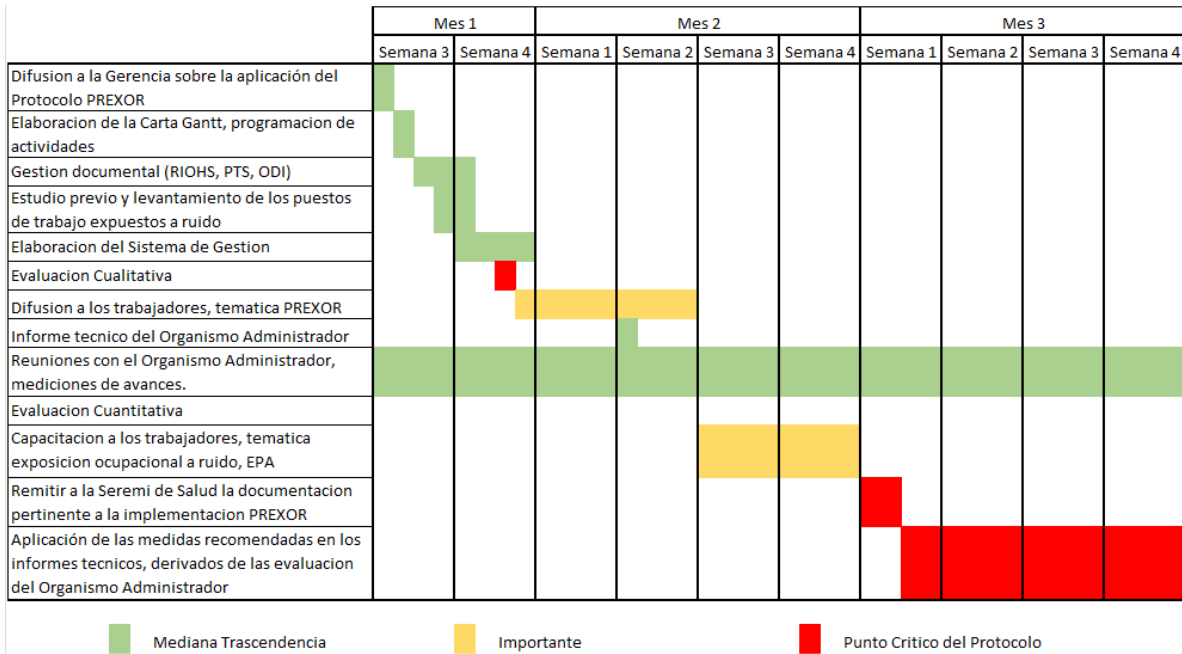 Mes 1 Mes 2 Mes 3
Semana 3 Semana 4 Semana 1 Semana 2 Semana 3 Semana 4 Semana 1 Semana 2 Semana 3 Semana 4
Difusion a la Gerencia sobre la aplicación del
Protocolo PREXOR
Elaboracion de la Carta Gantt, programacion de
actividades
Gestion documental (RIOHS, PTS, ODI)
Estudio previo y levantamiento de los puestos
de trabajo expuestos a ruido
Elaboracion del Sistema de Gestion
Evaluacion Cualitativa
Difusion a los trabajadores, tematica PREXOR
Informe tecnico del Organismo Administrador
Reuniones con el Organismo Administrador,
mediciones de avances.
Evaluacion Cuantitativa
Capacitacion a los trabajadores, tematica
exposicion ocupacional a ruido, EPA
Remitir a la Seremi de Salud la documentacion
pertinente a la implementacion PREXOR
Aplicación de las medidas recomendadas en los
informes tecnicos, derivados de las evaluacion
del Organismo Administrador
Mediana Trascendencia Importante Punto Critico del Protocolo